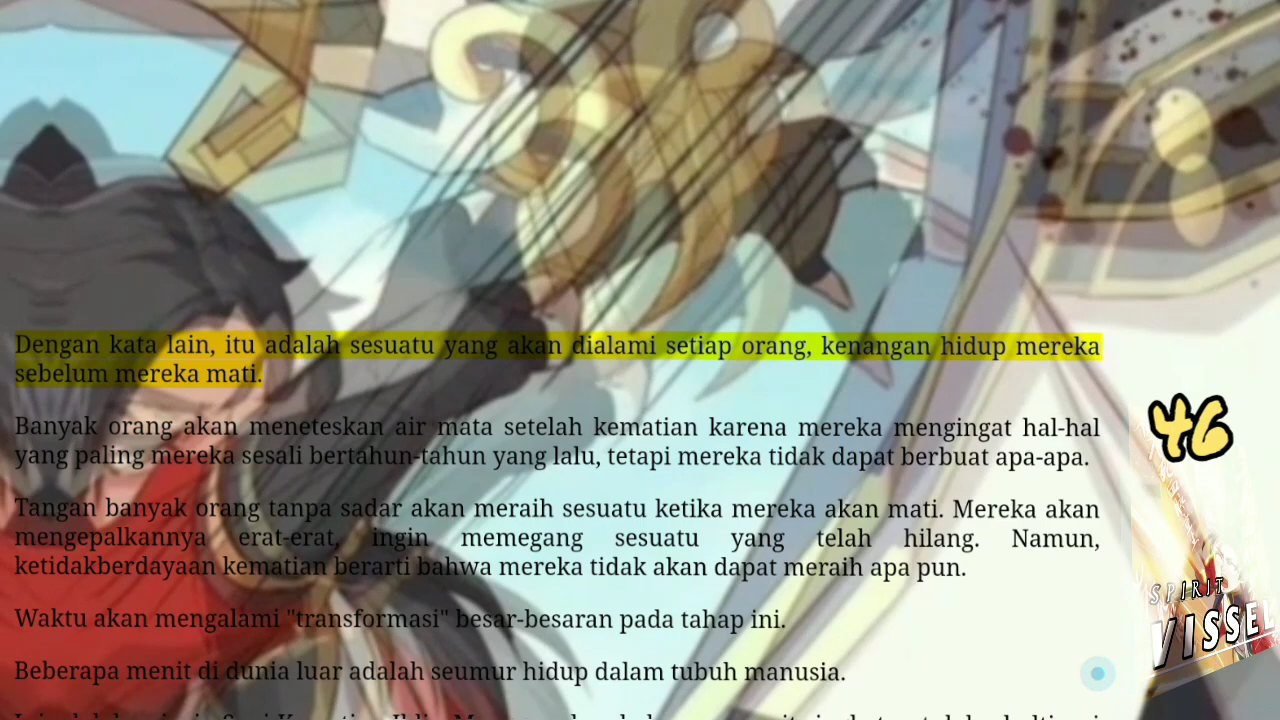 Dengan kata lain, itu adalah sesuatu yang akan dialami setiap orang, kenangan hidup mereka
sebelum mereka mati.
Banyak orang akan meneteskan air mata setelah kematian karena mereka mengingat hal-hal
yang paling mereka sesali bertahun-tahun yang lalu, tetapi mereka tidak dapat berbuat apa-apa.
Tangan banyak orang tanpa sadar akan meraih sesuatu ketika mereka akan mati. Mereka akan
mengepalkannya erat-erat, ingin memegang sesuatu yang telah hilang. Namun,
ketidakberdayaan kematian berarti bahwa mereka tidak akan dapat meraih apa pun.
Waktu akan mengalami "transformasi" besar-besaran pada tahap ini.
Beberapa menit di dunia luar adalah seumur hidup dalam tubuh manusia.
46
SPIRIT
VISSEL